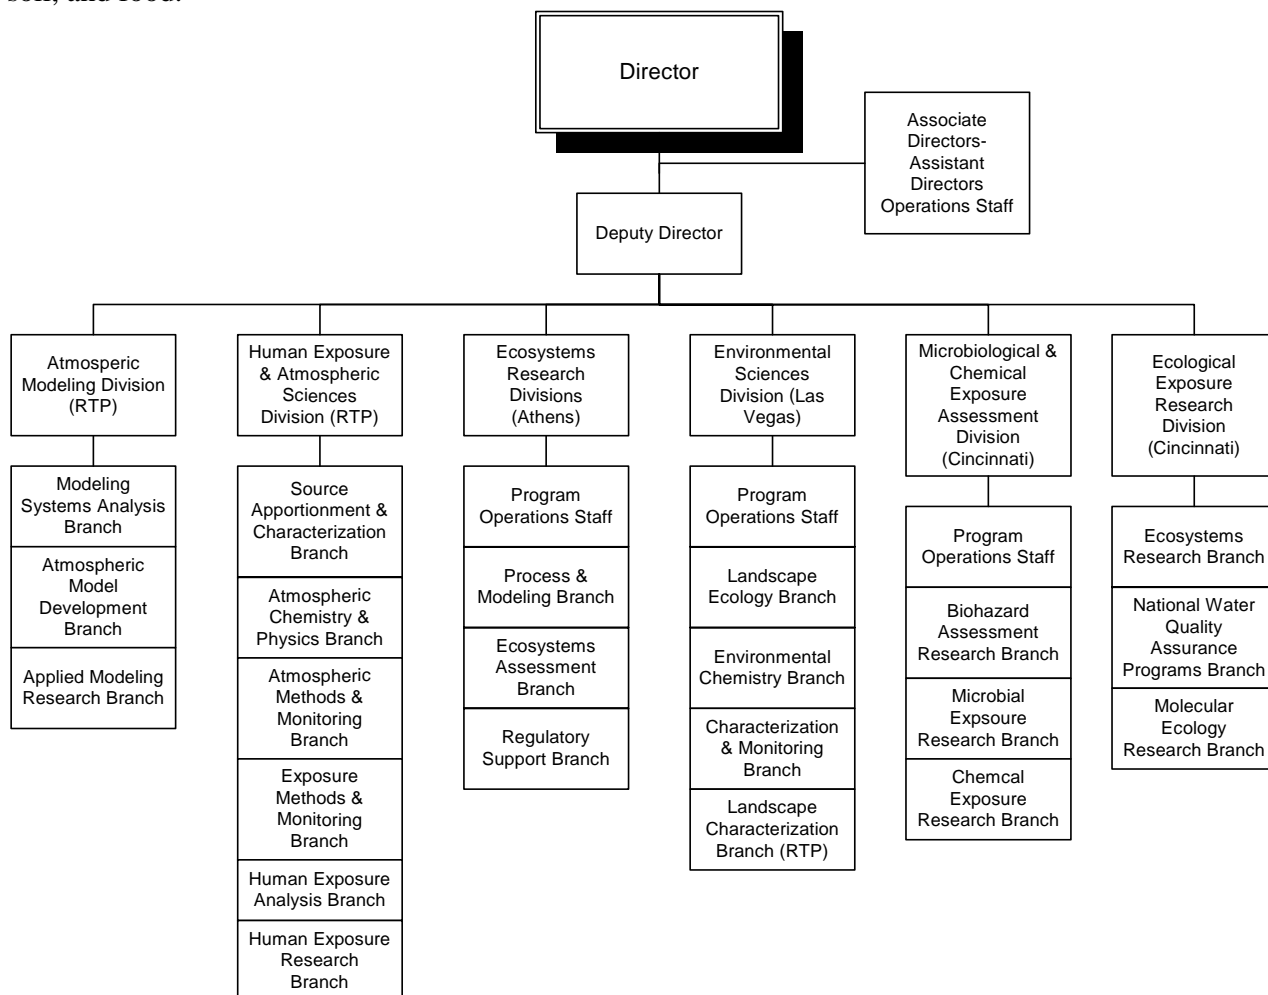 soil, and food.
Director
Associate
Directors-
Assistant
Directors
Operations Staff
Deputy Director
Atmosperic
Modeling Division
(RTP)
Human Exposure
& Atmospheric
Sciences
Division (RTP)
Ecosystems
Research
Divisions
(Athens)
Environmental
Sciences
Division (Las
Vegas)
Microbiological &
Chemical
Exposure
Assessment
Division
(Cincinnati)
Ecological
Exposure
Research
Division
(Cincinnati)
Modeling
Systems Analysis
Branch
Atmospheric
Model
Development
Branch
Applied Modeling
Research Branch
Source
Apportionment &
Characterization
Branch
Atmospheric
Chemistry &
Physics Branch
Atmospheric
Methods &
Monitoring
Branch
Exposure
Methods &
Monitoring
Branch
Human Exposure
Analysis Branch
Human Exposure
Research
Branch
Program
Operations Staff
Process &
Modeling Branch
Ecosystems
Assessment
Branch
Regulatory
Support Branch
Program
Operations Staff
Landscape
Ecology Branch
Environmental
Chemistry Branch
Characterization
& Monitoring
Branch
Landscape
Characterization
Branch (RTP)
Program
Operations Staff
Biohazard
Assessment
Research Branch
Microbial
Expsoure
Research Branch
Chemcal
Exposure
Research Branch
Ecosystems
Research Branch
National Water
Quality
Assurance
Programs Branch
Molecular
Ecology
Research Branch